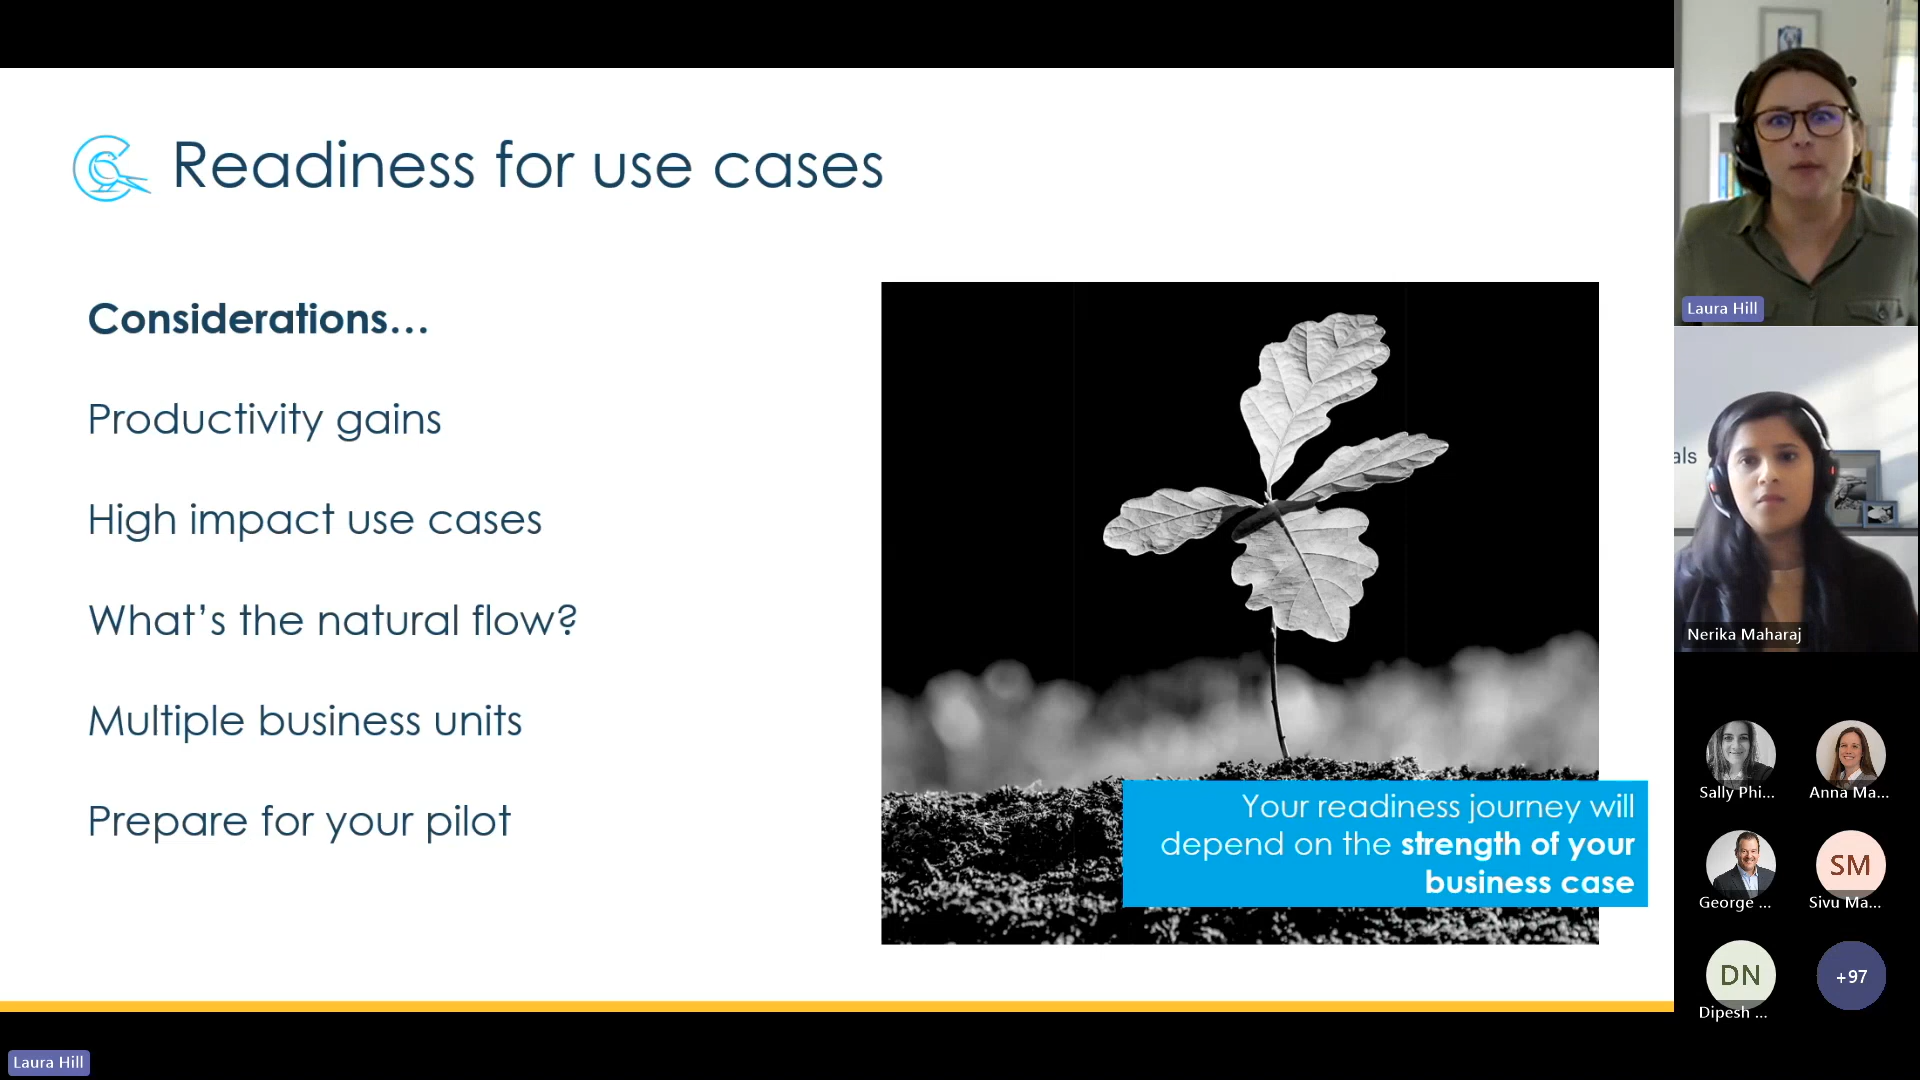 Readiness for use cases
Considerations...
Productivity gains
High impact use cases
What's the natural flow?
Multiple business units
Prepare for your pilot
Your readiness journey will
depend on the strength of your
business case
Laura Hill
als
Nerika Maharaj
Sally Phi...
Anna Ma...
George ...
SM
Sivu Ma...
DN
Dipesh ...
+97
Laura Hill